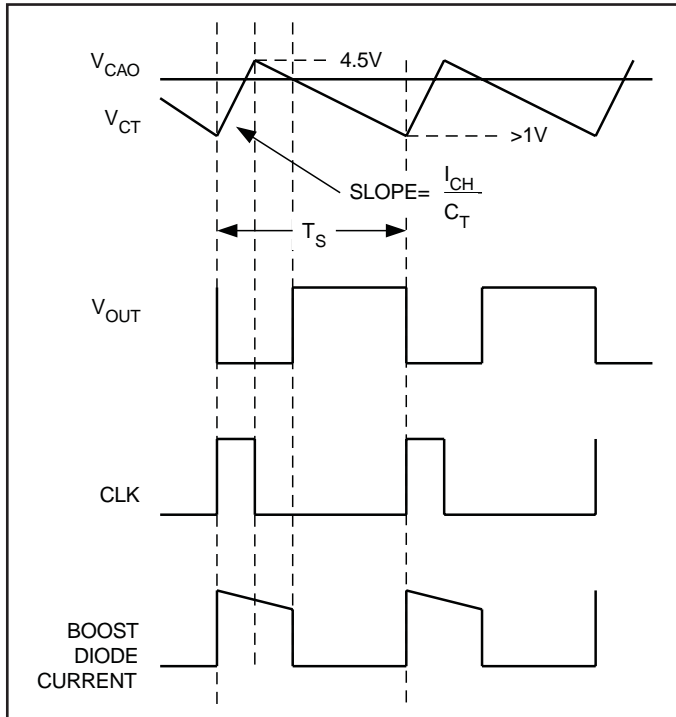 V_CAO
4.5V
V_CT
>1V
SLOPE= I_CH / C_T
T_S
V_OUT
CLK
BOOST
DIODE
CURRENT